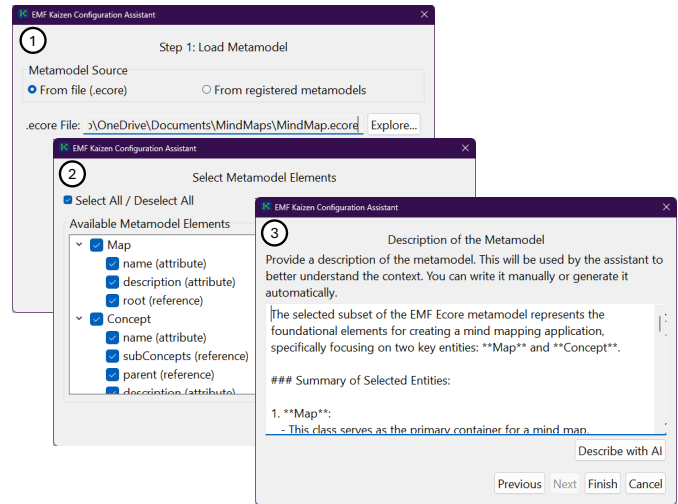 EMF Kaizen Configuration Assistant
1
Step 1: Load Metamodel
Metamodel Source
From file (.ecore)
From registered metamodels
.ecore File: \OneDrive\Documents\MindMaps\MindMap.ecore Explore...
EMF Kaizen Configuration Assistant
2
Select Metamodel Elements
Select All / Deselect All
Available Metamodel Elements
Map
name (attribute)
description (attribute)
root (reference)
Concept
name (attribute)
subConcepts (reference)
parent (reference)
description (attribute)
EMF Kaizen Configuration Assistant
3
Description of the Metamodel
Provide a description of the metamodel. This will be used by the assistant to
better understand the context. You can write it manually or generate it
automatically.
The selected subset of the EMF Ecore metamodel represents the
foundational elements for creating a mind mapping application,
specifically focusing on two key entities: **Map** and **Concept**.
### Summary of Selected Entities:
1. **Map**:
- This class serves as the primary container for a mind map.
Describe with AI
Previous Next Finish Cancel